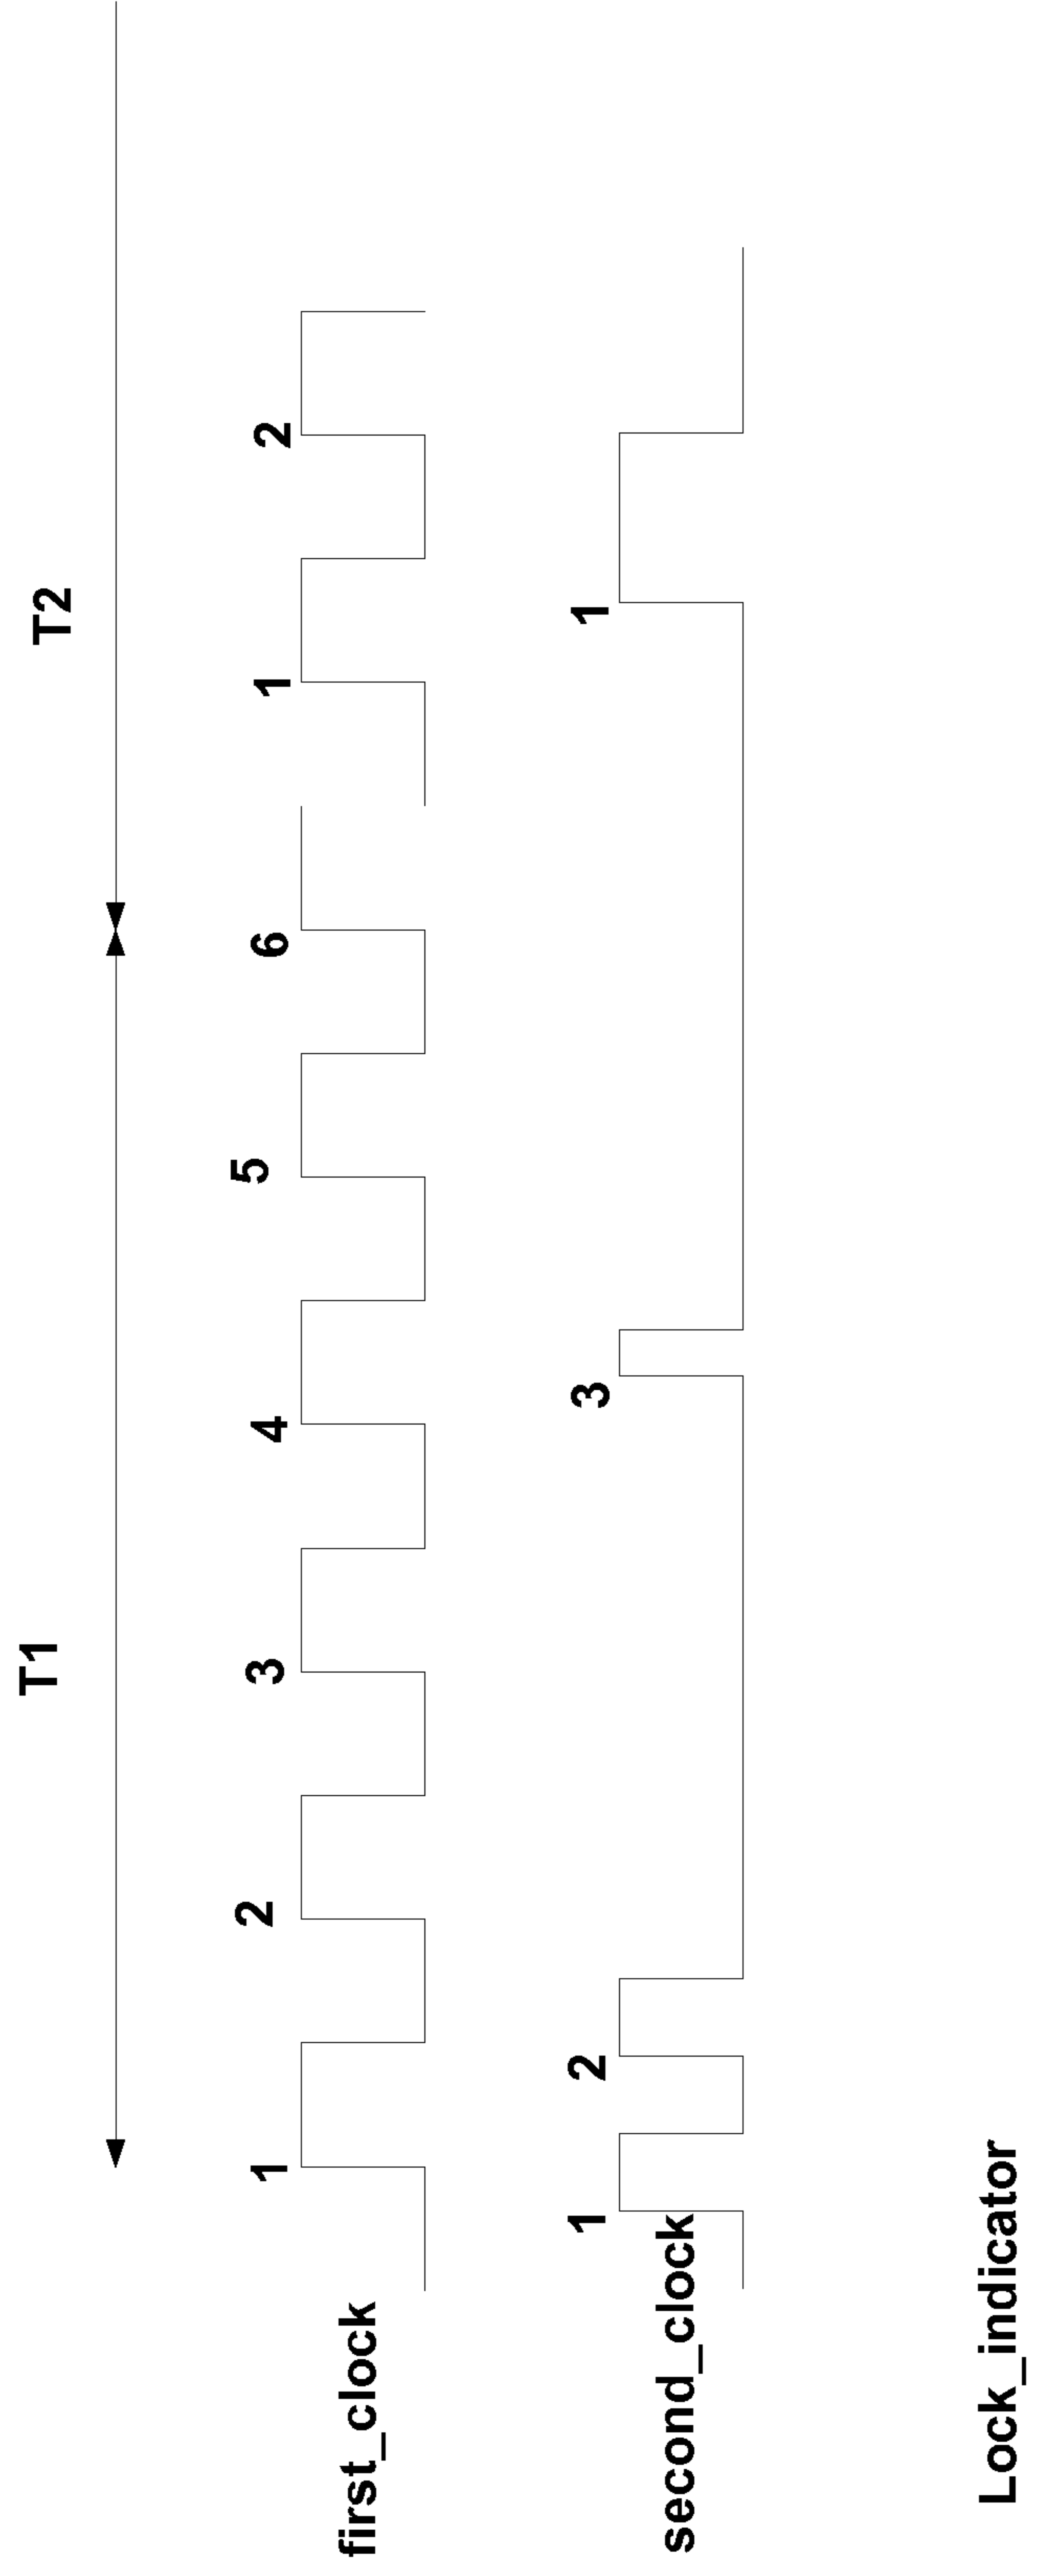 T1 T2
1 2 3 4 5 6 1 2
first_clock
1 2 3 1
second_clock
Lock_indicator